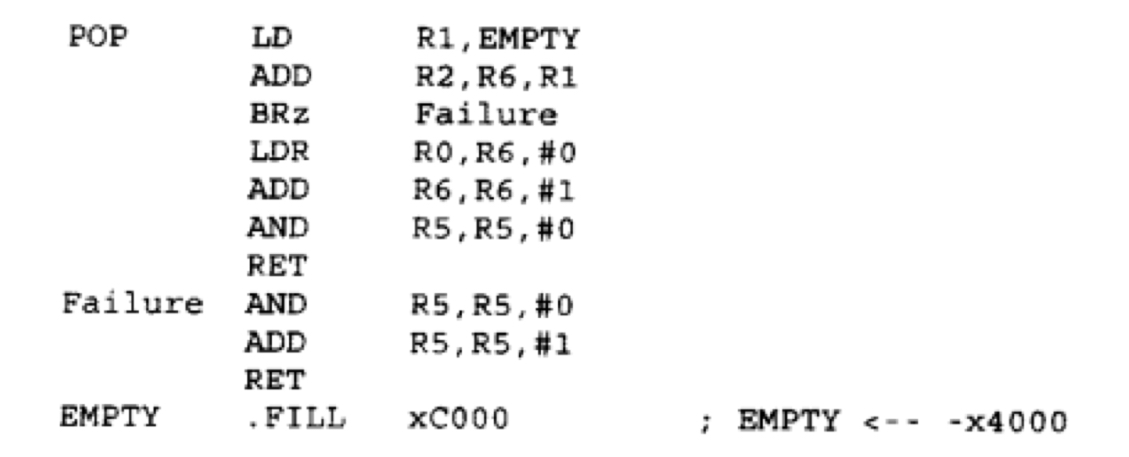 POP LD R1,EMPTY
ADD R2,R6,R1
BRz Failure
LDR R0,R6,#0
ADD R6,R6,#1
AND R5,R5,#0
RET
Failure AND R5,R5,#0
ADD R5,R5,#1
RET
EMPTY .FILL xC000 ; EMPTY <-- -x4000